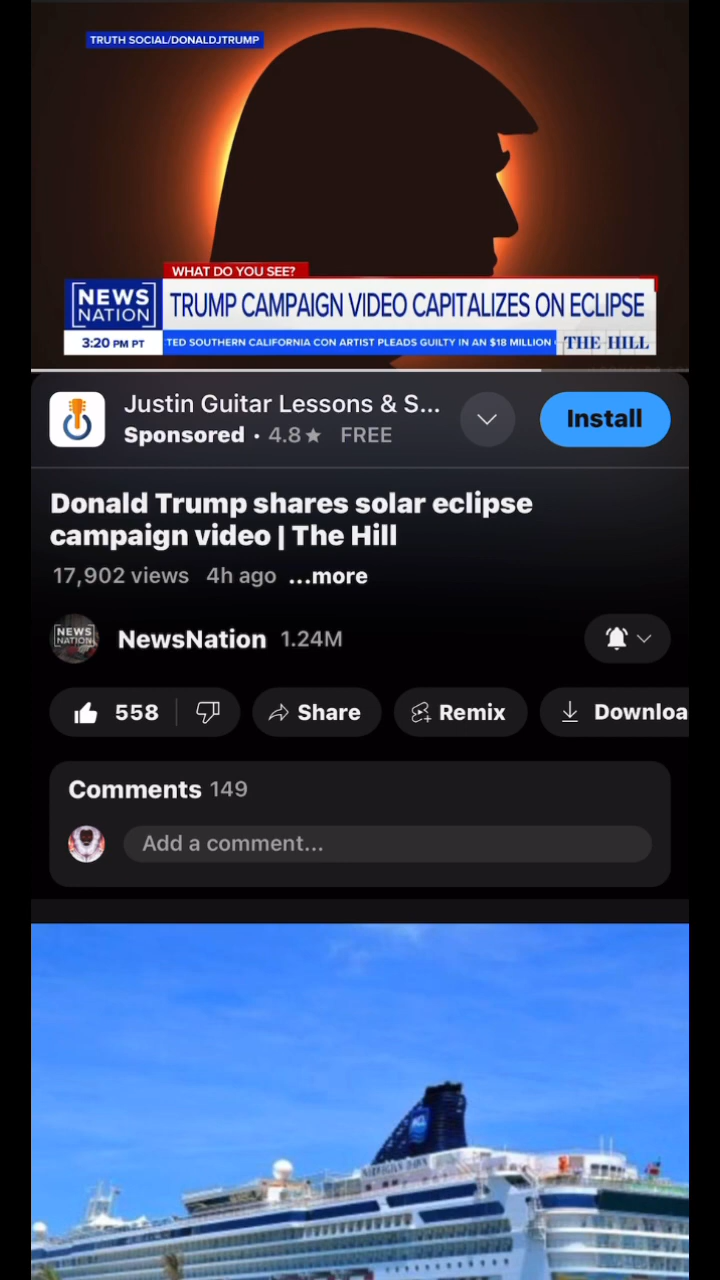 TRUTH SOCIAL/DONALDJTRUMP
WHAT DO YOU SEE?
NEWS
NATION
TRUMP CAMPAIGN VIDEO CAPITALIZES ON ECLIPSE
3:20 PM PT
TED SOUTHERN CALIFORNIA CON ARTIST PLEADS GUILTY IN AN $18 MILLION
THE HILL
Justin Guitar Lessons & S...
Sponsored • 4.8★ FREE
Install
Donald Trump shares solar eclipse
campaign video | The Hill
17,902 views 4h ago ...more
NEWS
NATION
NewsNation 1.24M
558
Share
Remix
Downloa
Comments 149
Add a comment...
NORWEGIAN DAWN